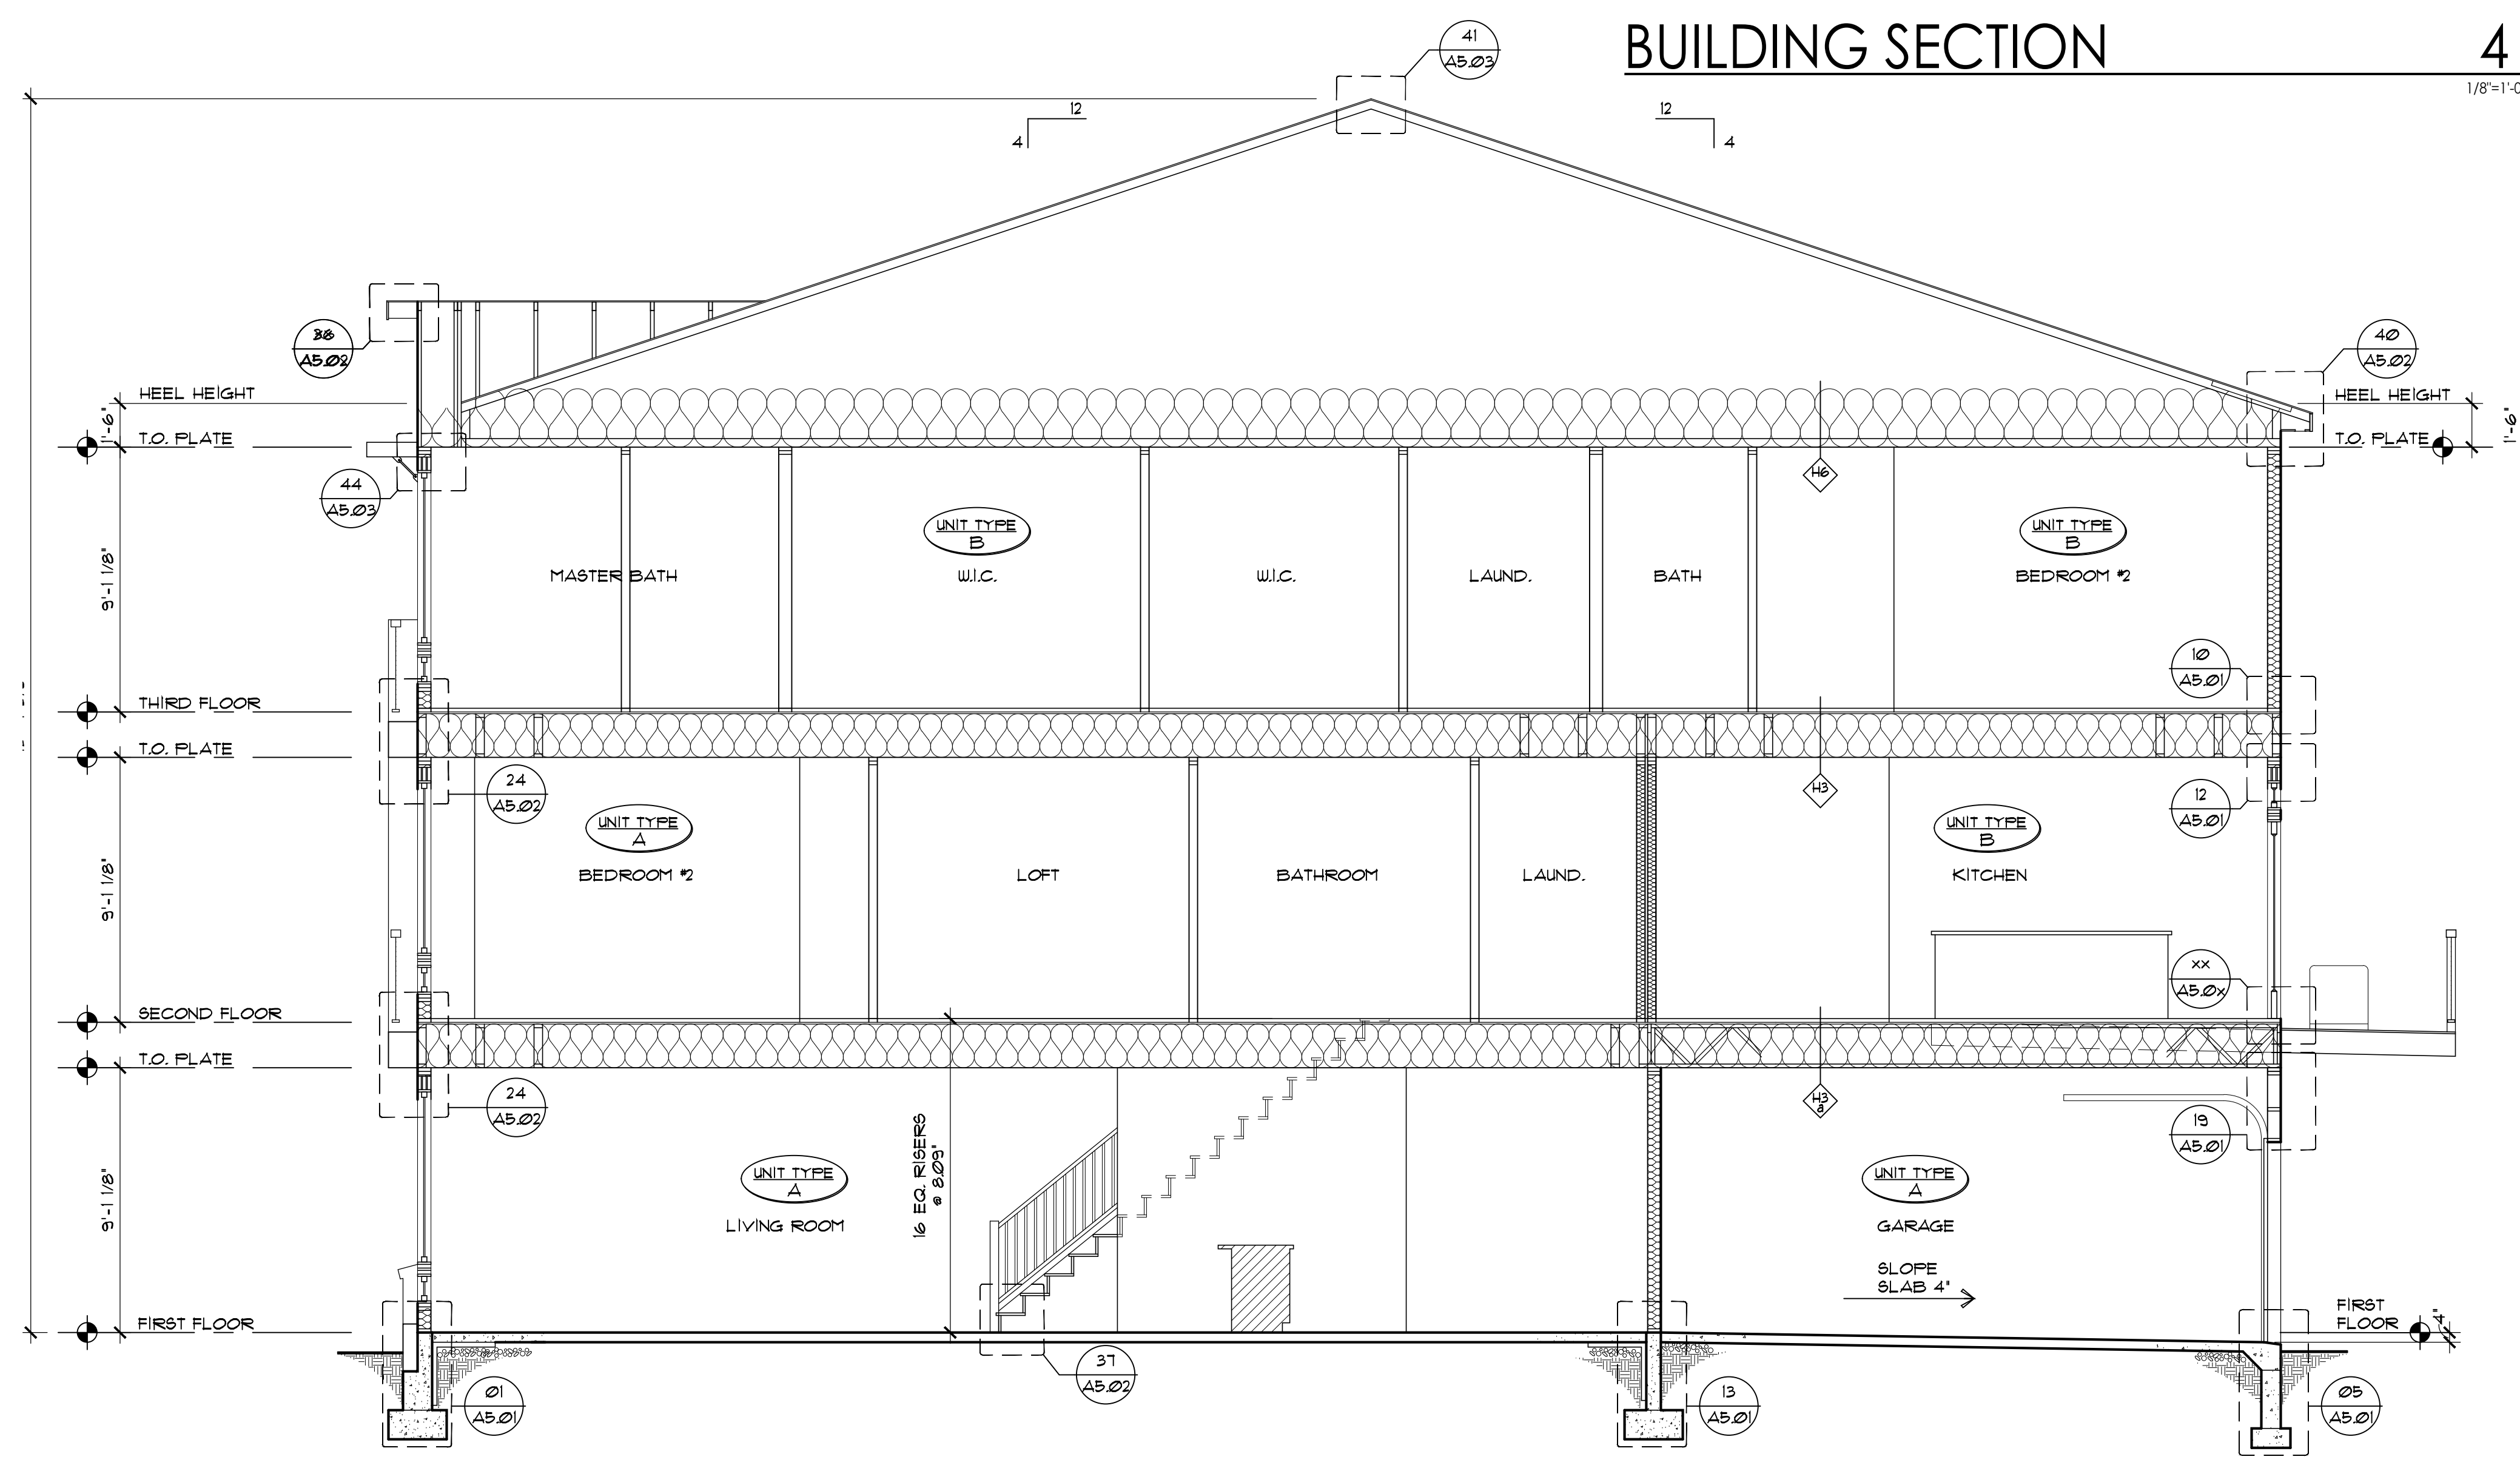 BUILDING SECTION
4
1/8"=1'-0
41
A5.03
12
4
12
4
A5.02
40
A5.02
HEEL HEIGHT
HEEL HEIGHT
1'-6"
1'-6"
T.O. PLATE
T.O. PLATE
44
A5.03
H6
UNIT TYPE
B
UNIT TYPE
B
9'-1 1/8"
MASTER BATH
W.I.C.
W.I.C.
LAUND.
BATH
BEDROOM #2
10
A5.01
THIRD FLOOR
T.O. PLATE
24
A5.02
H3
12
A5.01
UNIT TYPE
A
UNIT TYPE
B
9'-1 1/8"
BEDROOM #2
LOFT
BATHROOM
LAUND.
KITCHEN
XX
A5.0x
SECOND FLOOR
T.O. PLATE
24
A5.02
H3
a
19
A5.01
16 EQ. RISERS
@ 8.09"
UNIT TYPE
A
UNIT TYPE
A
9'-1 1/8"
LIVING ROOM
GARAGE
SLOPE
SLAB 4"
FIRST FLOOR
FIRST
FLOOR
4"
37
A5.02
01
A5.01
13
A5.01
05
A5.01